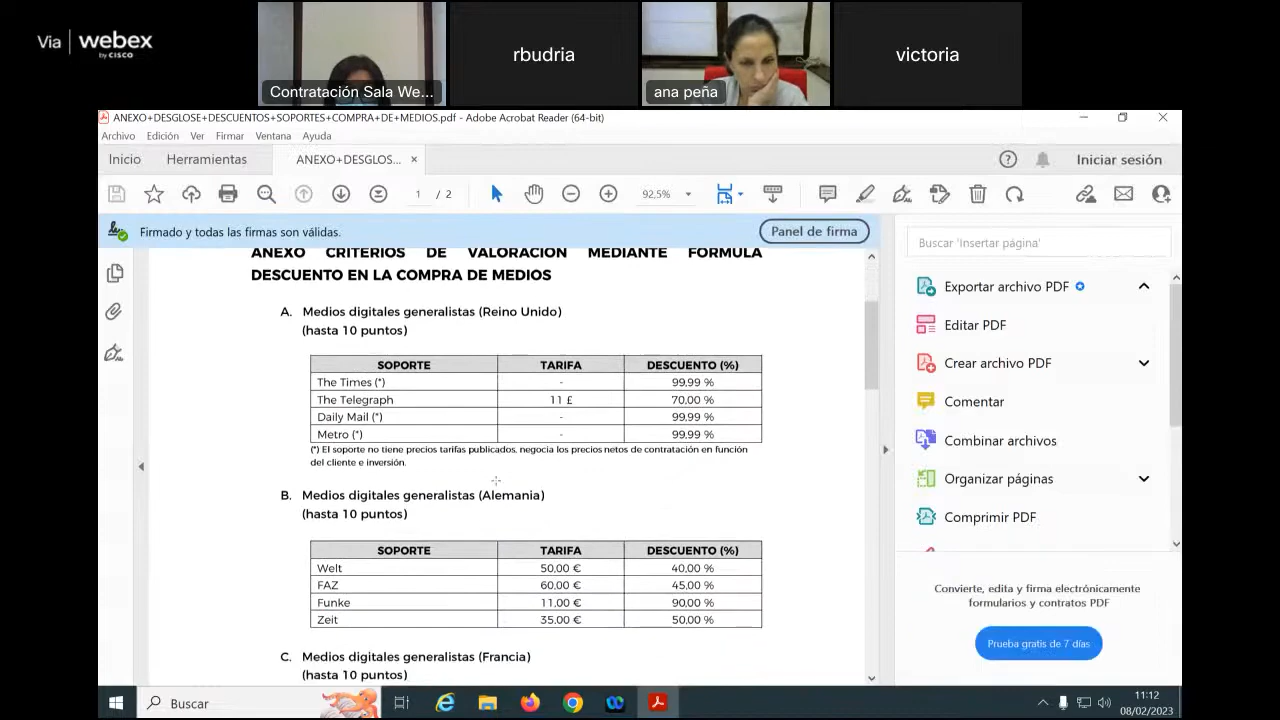 Via webex
by CISCO
Contratación Sala We...
rbudria
ana peña
victoria
ANEXO+DESGLOSE+DESCUENTOS+SOPORTES+COMPRA+DE+MEDIOS.pdf - Adobe Acrobat Reader (64-bit)
Archivo Edición Ver Firmar Ventana Ayuda
Inicio Herramientas ANEXO+DESGLOS... × Iniciar sesión
1 / 2 92,5%
Firmado y todas las firmas son válidas. Panel de firma
ANEXO CRITERIOS DE VALORACION MEDIANTE FORMULA
DESCUENTO EN LA COMPRA DE MEDIOS
A. Medios digitales generalistas (Reino Unido)
(hasta 10 puntos)
SOPORTE TARIFA DESCUENTO (%)
The Times (*) - 99,99 %
The Telegraph 11 £ 70,00 %
Daily Mail (*) - 99,99 %
Metro (*) - 99,99 %
(*) El soporte no tiene precios tarifas publicados, negocia los precios netos de contratación en función
del cliente e inversión.
B. Medios digitales generalistas (Alemania)
(hasta 10 puntos)
SOPORTE TARIFA DESCUENTO (%)
Welt 50,00 € 40,00 %
FAZ 60,00 € 45,00 %
Funke 11,00 € 90,00 %
Zeit 35,00 € 50,00 %
C. Medios digitales generalistas (Francia)
(hasta 10 puntos)
Buscar 'Insertar página'
Exportar archivo PDF
Editar PDF
Crear archivo PDF
Comentar
Combinar archivos
Organizar páginas
Comprimir PDF
Convierte, edita y firma electrónicamente
formularios y contratos PDF
Prueba gratis de 7 días
Buscar
11:12
08/02/2023